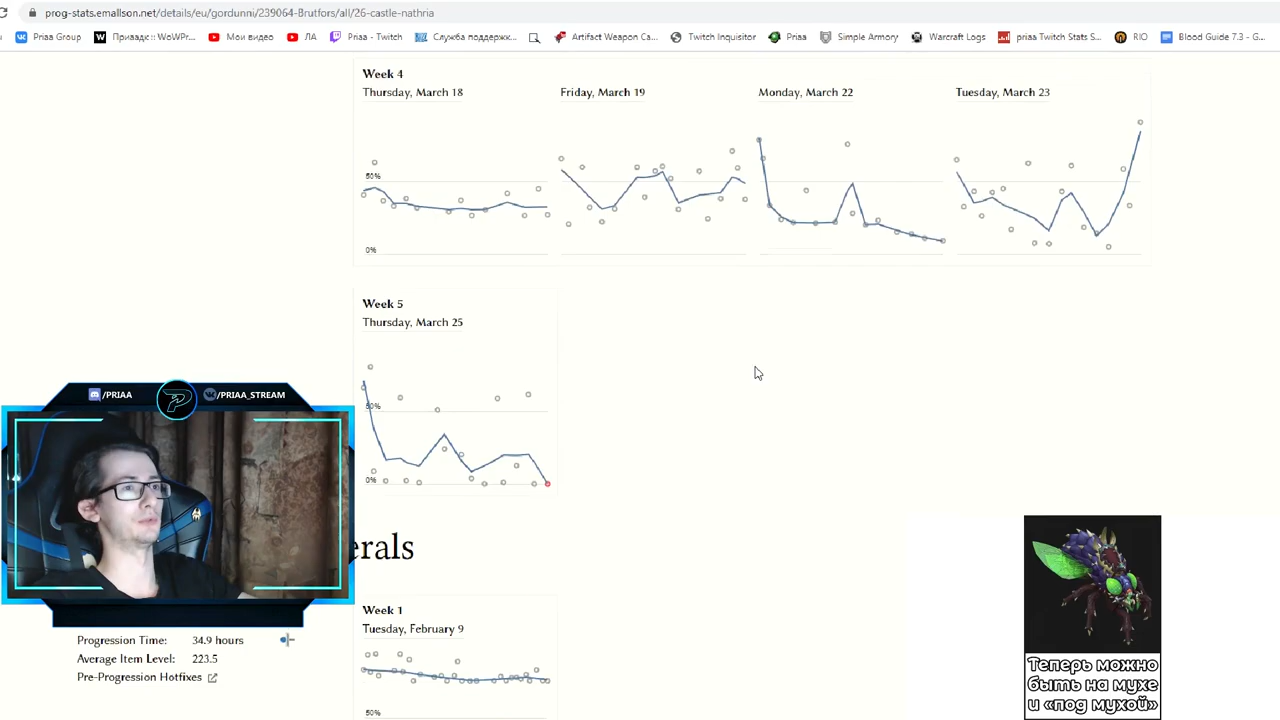 prog-stats.emallson.net/details/eu/gordunni/239064-Brutfors/all/26-castle-nathria
Priaa Group
Привадк :: WoWPr...
Мои видео
ЛА
Priaa - Twitch
Служба поддержк...
Artifact Weapon Ca...
Twitch Inquisitor
Priaa
Simple Armory
Warcraft Logs
priaa Twitch Stats S...
RIO
Blood Guide 7.3 - G...
Week 4
Thursday, March 18
Friday, March 19
Monday, March 22
Tuesday, March 23
50%
0%
Week 5
Thursday, March 25
50%
0%
/PRIAA
/PRIAA_STREAM
erals
Week 1
Tuesday, February 9
50%
Progression Time: 34.9 hours
Average Item Level: 223.5
Pre-Progression Hotfixes
Теперь можно
быть на мухе
и «под мухой»